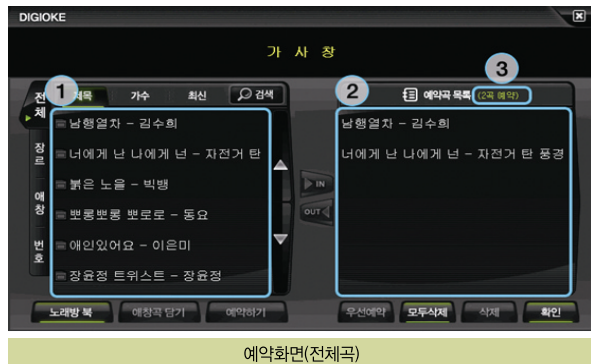 DIGIOKE
가 사 창
전체
장르
애창
번호
1
제목 가수 최신 검색
남행열차 – 김수희
너에게 난 나에게 넌 – 자전거 탄
붉은 노을 – 빅뱅
뽀롱뽀롱 뽀로로 – 동요
애인있어요 – 이은미
장윤정 트위스트 – 장윤정
IN
OUT
2
3
예약곡 목록 (2곡 예약)
남행열차 – 김수희
너에게 난 나에게 넌 – 자전거 탄 풍경
노래방 북 애창곡 담기 예약하기
우선예약 모두삭제 삭제 확인
예약화면(전체곡)